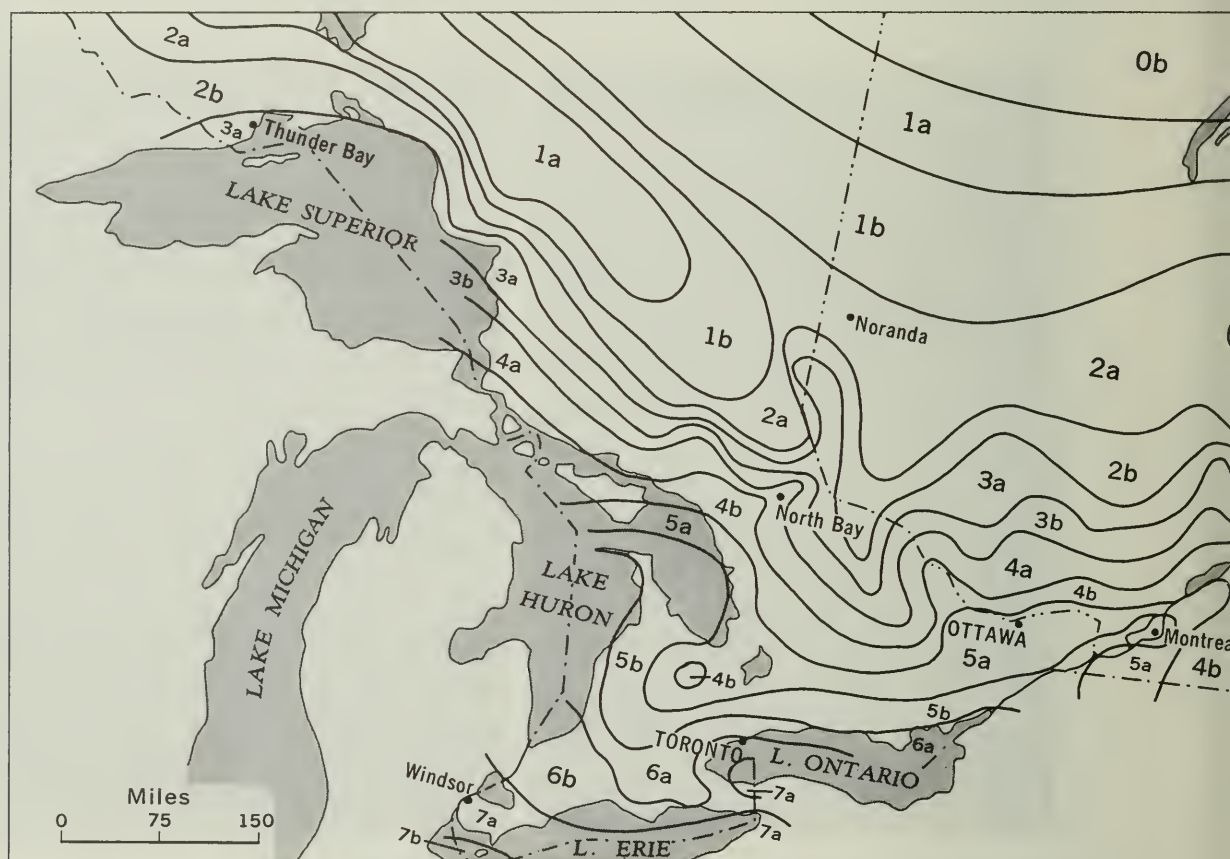 2a
0b
2b
1a
3a
Thunder Bay
1a
LAKE SUPERIOR
1b
3b
3a
Noranda
1b
4a
2a
2a
2b
3a
4b
North Bay
5a
3b
4a
LAKE MICHIGAN
LAKE
HURON
4b
OTTAWA
Montrea
5b
4b
5a
5a
4b
5b
TORONTO
6a
L. ONTARIO
Windsor
6b
6a
Miles
7a
7a
0 75 150
7b
7a
L. ERIE